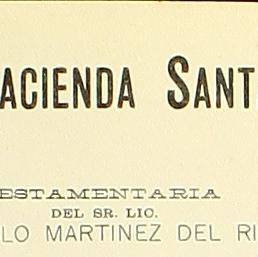 ACIENDA SANT
ESTAMENTARIA
DEL SR. LIC.
LO MARTINEZ DEL RI